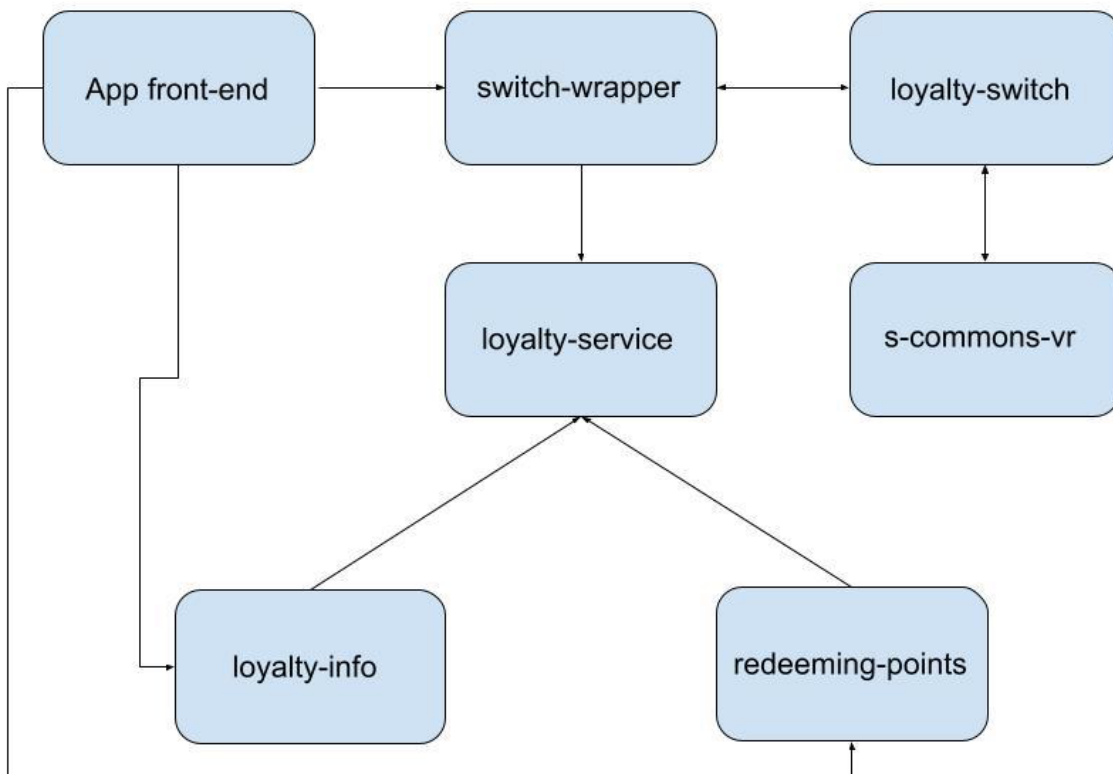 App front-end
switch-wrapper
loyalty-switch
loyalty-service
s-commons-vr
loyalty-info
redeeming-points